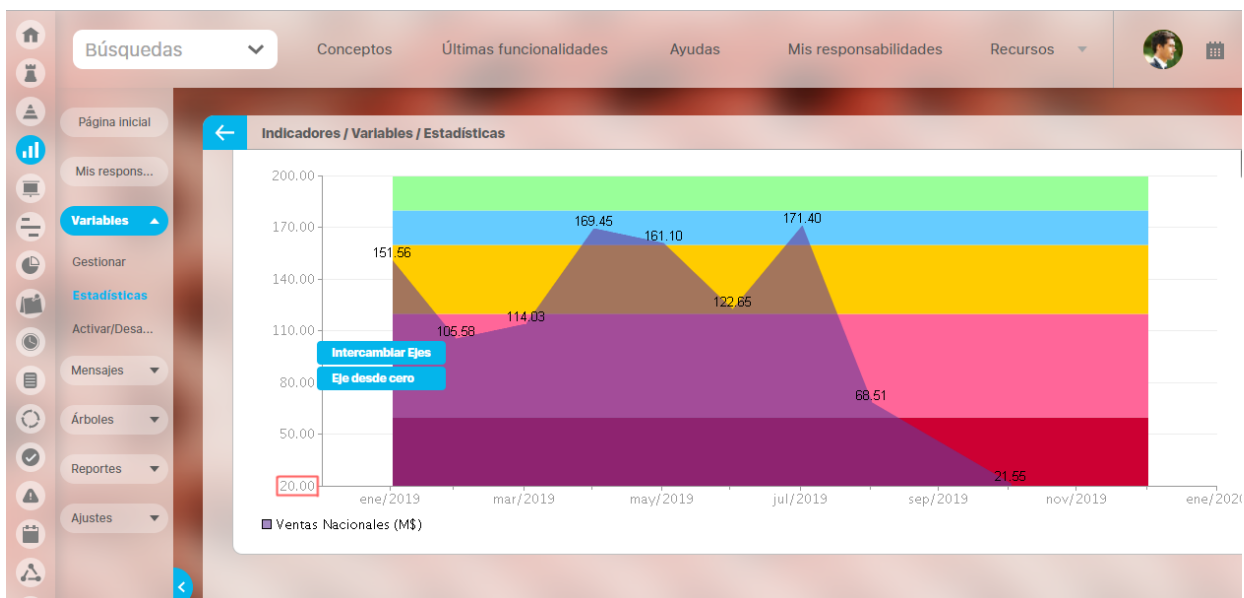 Búsquedas
Conceptos
Últimas funcionalidades
Ayudas
Mis responsabilidades
Recursos
Página inicial
Mis respons...
Variables
Gestionar
Estadísticas
Activar/Desa...
Mensajes
Árboles
Reportes
Ajustes
Indicadores / Variables / Estadísticas
200.00
170.00
140.00
110.00
80.00
50.00
20.00
151.56
105.58
114.03
169.45
161.10
122.65
171.40
68.51
21.55
Intercambiar Ejes
Eje desde cero
ene/2019
mar/2019
may/2019
jul/2019
sep/2019
nov/2019
ene/2020
Ventas Nacionales (M$)